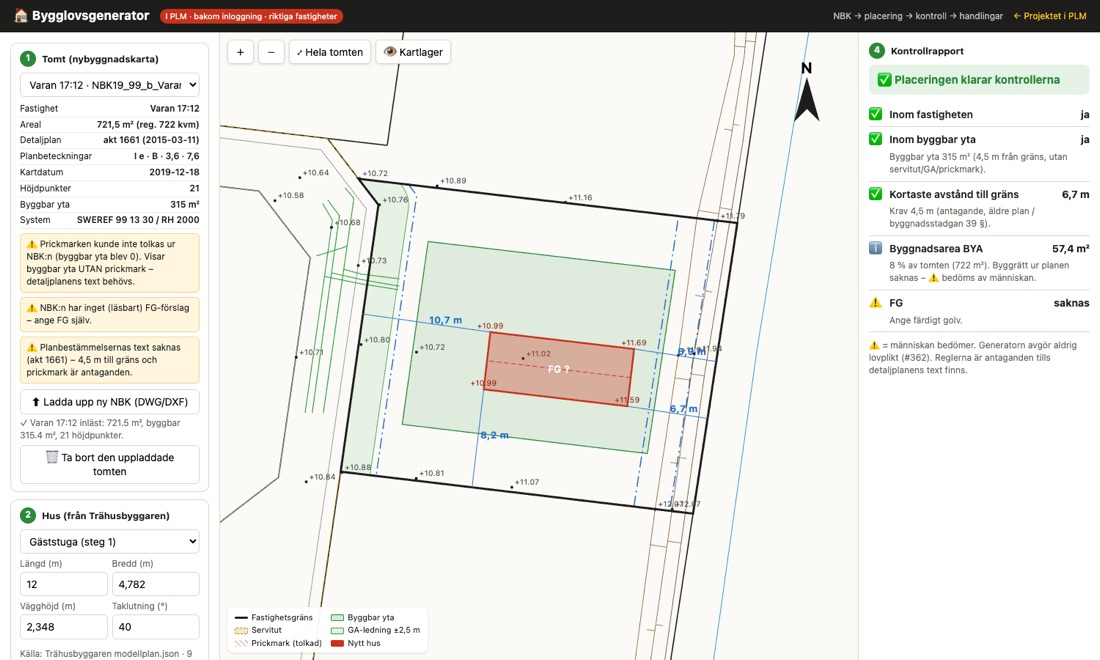 Bygglovsgenerator
I PLM · bakom inloggning · riktiga fastigheter
NBK → placering → kontroll → handlingar
← Projektet i PLM
1 Tomt (nybyggnadskarta)
Varan 17:12 · NBK19_99_b_Varan
Fastighet Varan 17:12
Areal 721,5 m² (reg. 722 kvm)
Detaljplan akt 1661 (2015-03-11)
Planbeteckningar I e · B · 3,6 · 7,6
Kartdatum 2019-12-18
Höjdpunkter 21
Byggbar yta 315 m²
System SWEREF 99 13 30 / RH 2000
⚠️ Prickmarken kunde inte tolkas ur
NBK:n (byggbar yta blev 0). Visar
byggbar yta UTAN prickmark –
detaljplanens text behövs.
⚠️ NBK:n har inget (läsbart) FG-förslag
– ange FG själv.
⚠️ Planbestämmelsernas text saknas
(akt 1661) – 4,5 m till gräns och
prickmark är antaganden.
⬆ Ladda upp ny NBK (DWG/DXF)
✓ Varan 17:12 inläst: 721.5 m², byggbar
315.4 m², 21 höjdpunkter.
🗑️ Ta bort den uppladdade
tomten
2 Hus (från Trähusbyggaren)
Gäststuga (steg 1)
Längd (m) Bredd (m)
12 4,782
Vägghöjd (m) Taklutning (°)
2,348 40
Källa: Trähusbyggaren modellplan.json · 9
+ − ⤢ Hela tomten 👁 Kartlager
N
+10.72
+10.89
+10.64
+10.58
+10.76
+11.16
+11.79
+10.68
+10.73
10,7 m
+10.99
+10.80
+10.72
+11.02
+11.69
+10.71
FG ?
+10.99
+11.59
6,7 m
8,2 m
+10.88
+10.84
+10.81
+11.07
Fastighetsgräns
Servitut
Prickmark (tolkad)
Byggbar yta
GA-ledning ±2,5 m
Nytt hus
4 Kontrollrapport
✅ Placeringen klarar kontrollerna
✅ Inom fastigheten ja
✅ Inom byggbar yta ja
Byggbar yta 315 m² (4,5 m från gräns, utan
servitut/GA/prickmark).
✅ Kortaste avstånd till gräns 6,7 m
Krav 4,5 m (antagande, äldre plan /
byggnadsstadgan 39 §).
ℹ️ Byggnadsarea BYA 57,4 m²
8 % av tomten (722 m²). Byggrätt ur planen
saknas – ⚠️ bedöms av människan.
⚠️ FG saknas
Ange färdigt golv.
⚠️ = människan bedömer. Generatorn avgör aldrig
lovplikt (#362). Reglerna är antaganden tills
detaljplanens text finns.